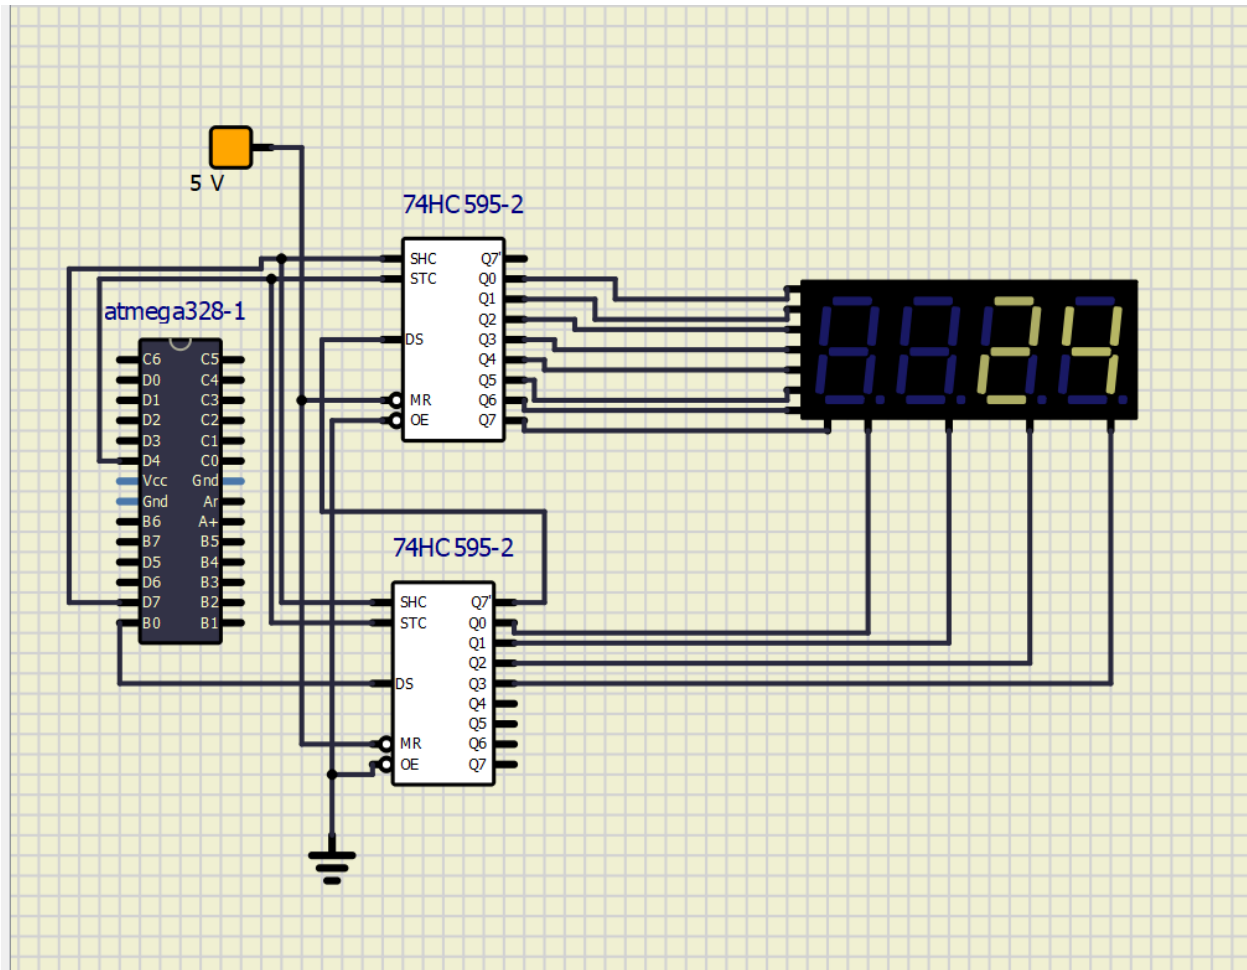 5 V
74HC595-2
SHC Q7'
STC Q0
Q1
Q2
DS Q3
Q4
Q5
MR Q6
OE Q7
atmega328-1
C6 C5
D0 C4
D1 C3
D2 C2
D3 C1
D4 C0
Vcc Gnd
Gnd Ar
B6 A+
B7 B5
D5 B4
D6 B3
D7 B2
B0 B1
24
74HC595-2
SHC Q7'
STC Q0
Q1
Q2
DS Q3
Q4
Q5
MR Q6
OE Q7